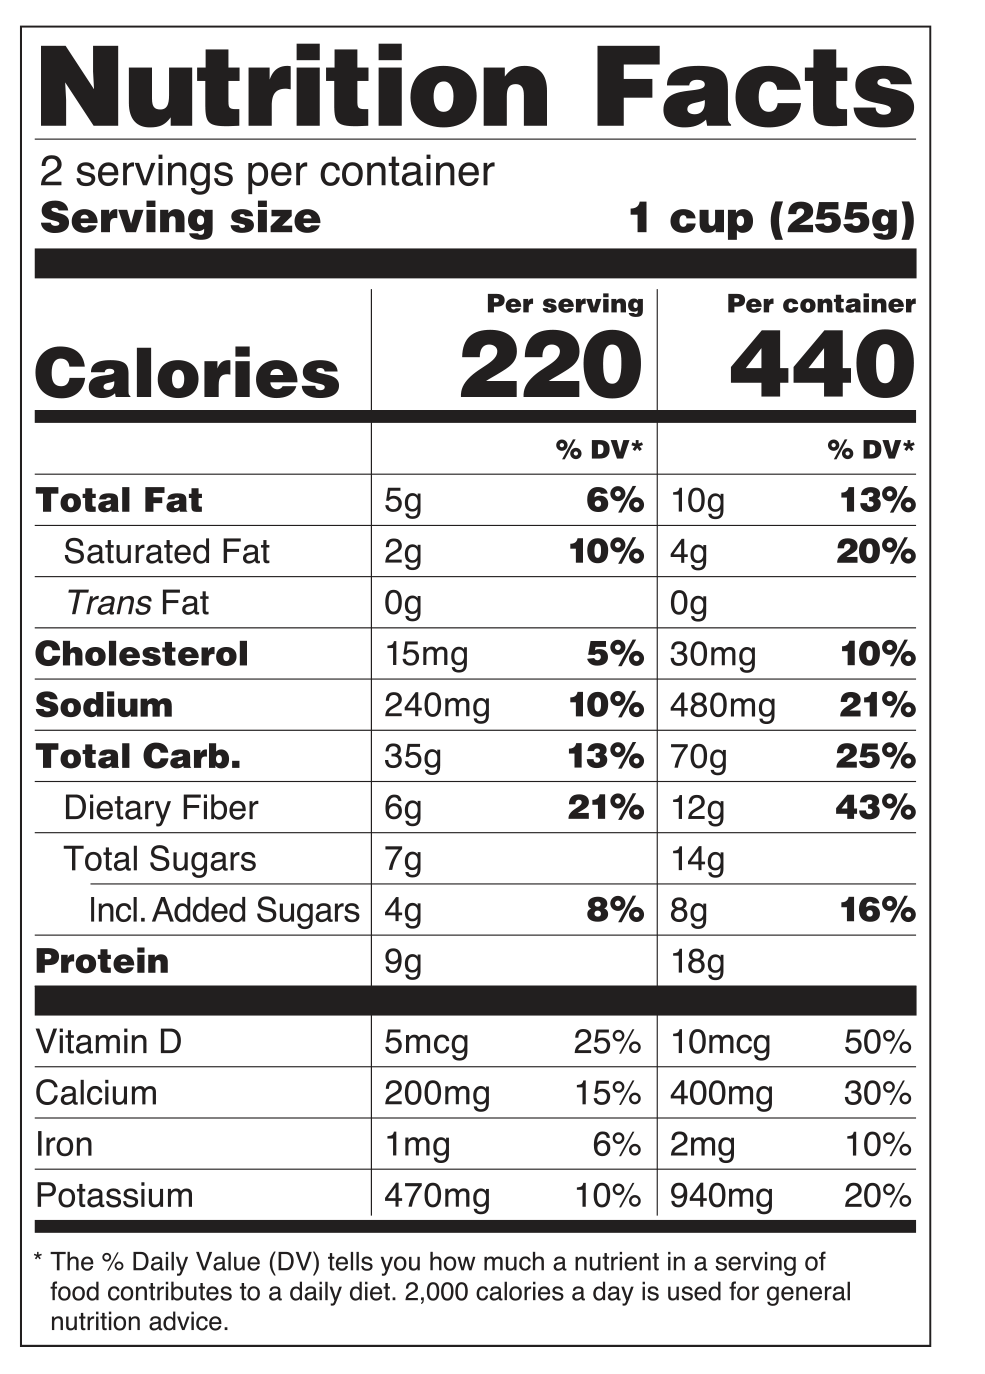 Nutrition Facts
2 servings per container
Serving size 1 cup (255g)
Per serving Per container
Calories 220 440
% DV* % DV*
Total Fat 5g 6% 10g 13%
Saturated Fat 2g 10% 4g 20%
Trans Fat 0g 0g
Cholesterol 15mg 5% 30mg 10%
Sodium 240mg 10% 480mg 21%
Total Carb. 35g 13% 70g 25%
Dietary Fiber 6g 21% 12g 43%
Total Sugars 7g 14g
Incl. Added Sugars 4g 8% 8g 16%
Protein 9g 18g
Vitamin D 5mcg 25% 10mcg 50%
Calcium 200mg 15% 400mg 30%
Iron 1mg 6% 2mg 10%
Potassium 470mg 10% 940mg 20%
* The % Daily Value (DV) tells you how much a nutrient in a serving of
food contributes to a daily diet. 2,000 calories a day is used for general
nutrition advice.